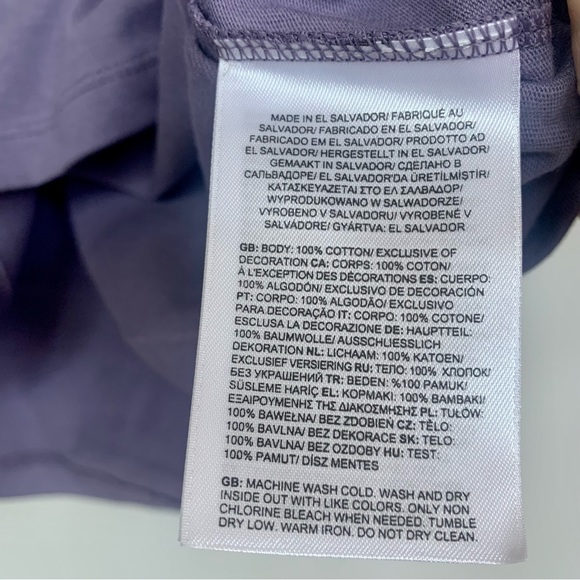 MADE IN EL SALVADOR/ FABRIQUÉ AU
SALVADOR/ FABRICADO EN EL SALVADOR/
FABRICADO EM EL SALVADOR/ PRODOTTO AD
EL SALVADOR/ HERGESTELLT IN EL SALVADOR/
GEMAAKT IN SALVADOR/ СДЕЛАНО В
САЛЬВАДОРЕ/ EL SALVADOR'DA ÜRETİLMİŞTİR/
ΚΑΤΑΣΚΕΥΑΖΕΤΑΙ ΣΤΟ ΕΛ ΣΑΛΒΑΔΟΡ/
WYPRODUKOWANO W SALWADORZE/
VYROBENO V SALVADORU/ VYROBENÉ V
SALVADORE/ GYÁRTVA: EL SALVADOR
GB: BODY: 100% COTTON/ EXCLUSIVE OF
DECORATION CA: CORPS: 100% COTON/
À L'EXCEPTION DES DÉCORATIONS ES: CUERPO:
100% ALGODÓN/ EXCLUSIVO DE DECORACIÓN
PT: CORPO: 100% ALGODÃO/ EXCLUSIVO
PARA DECORAÇÃO IT: CORPO: 100% COTONE/
ESCLUSA LA DECORAZIONE DE: HAUPTTEIL:
100% BAUMWOLLE/ AUSSCHLIESSLICH
DEKORATION NL: LICHAAM: 100% KATOEN/
EXCLUSIEF VERSIERING RU: ТЕЛО: 100% ХЛОПОК/
БЕЗ УКРАШЕНИЙ TR: BEDEN: %100 PAMUK/
SÜSLEME HARİÇ EL: ΚΟΡΜΑΚΙ: 100% ΒΑΜΒΑΚΙ/
ΕΞΑΙΡΟΥΜΕΝΗΣ ΤΗΣ ΔΙΑΚΟΣΜΗΣΗΣ PL: TUŁÓW:
100% BAWEŁNA/ BEZ ZDOBIEŃ CZ: TĚLO:
100% BAVLNA/ BEZ DEKORACE SK: TELO:
100% BAVLNA/ BEZ OZDOBY HU: TEST:
100% PAMUT/ DÍSZ MENTES
GB: MACHINE WASH COLD. WASH AND DRY
INSIDE OUT WITH LIKE COLORS. ONLY NON
CHLORINE BLEACH WHEN NEEDED. TUMBLE
DRY LOW. WARM IRON. DO NOT DRY CLEAN.